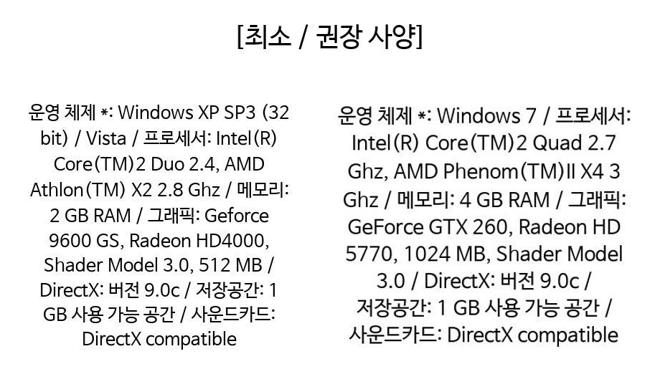 [최소 / 권장 사양]
운영 체제 *: Windows XP SP3 (32
bit) / Vista / 프로세서: Intel(R)
Core(TM)2 Duo 2.4, AMD
Athlon(TM) X2 2.8 Ghz / 메모리:
2 GB RAM / 그래픽: Geforce
9600 GS, Radeon HD4000,
Shader Model 3.0, 512 MB /
DirectX: 버전 9.0c / 저장공간: 1
GB 사용 가능 공간 / 사운드카드:
DirectX compatible
운영 체제 *: Windows 7 / 프로세서:
Intel(R) Core(TM)2 Quad 2.7
Ghz, AMD Phenom(TM)II X4 3
Ghz / 메모리: 4 GB RAM / 그래픽:
GeForce GTX 260, Radeon HD
5770, 1024 MB, Shader Model
3.0 / DirectX: 버전 9.0c /
저장공간: 1 GB 사용 가능 공간 /
사운드카드: DirectX compatible